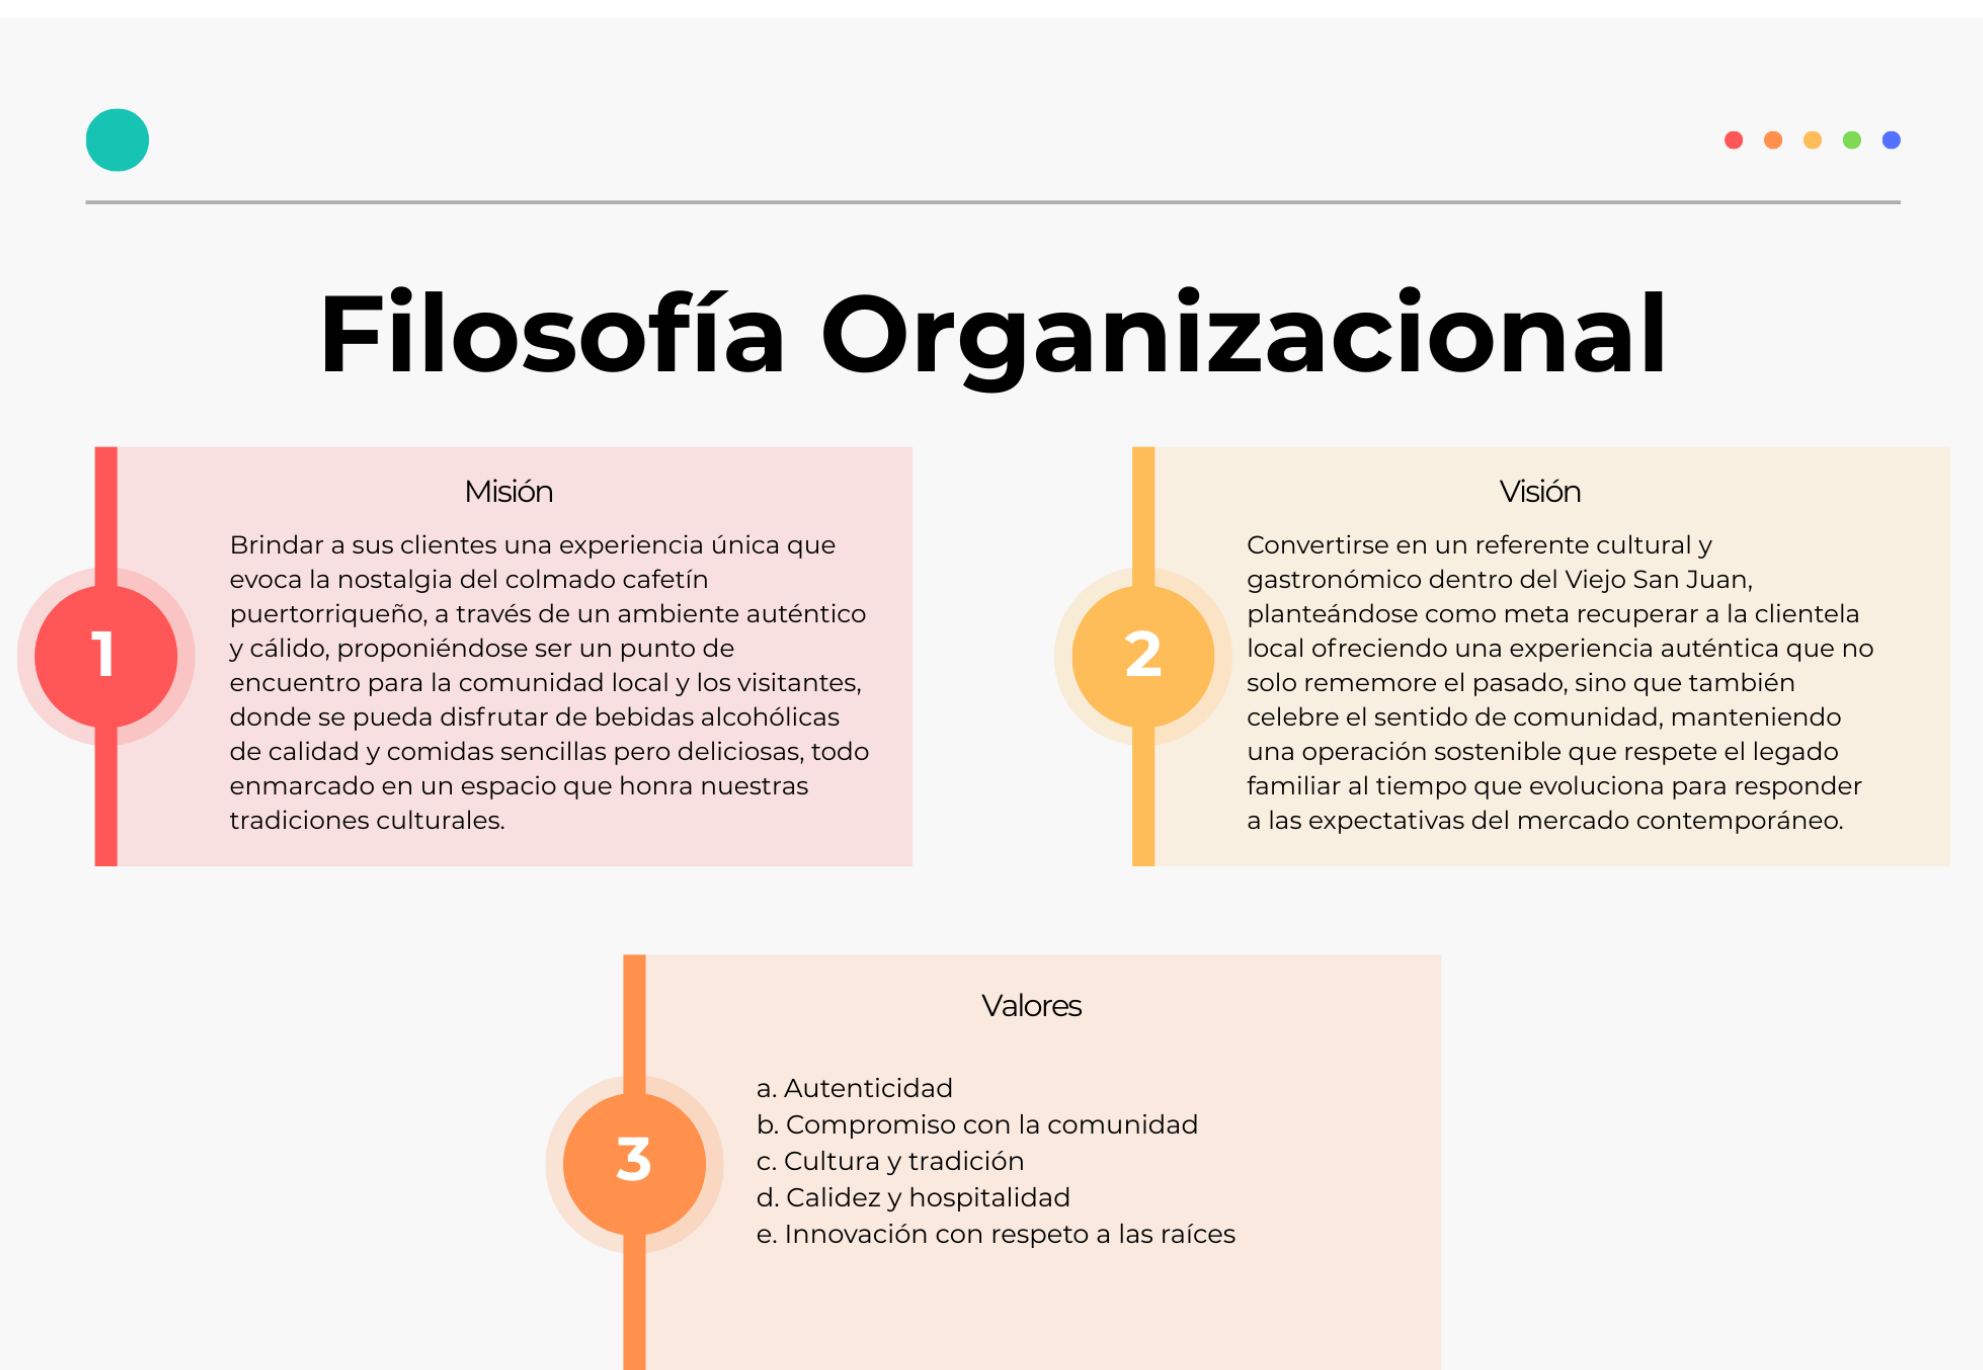 Filosofía Organizacional
1
Misión
Brindar a sus clientes una experiencia única que
evoca la nostalgia del colmado cafetín
puertorriqueño, a través de un ambiente auténtico
y cálido, proponiéndose ser un punto de
encuentro para la comunidad local y los visitantes,
donde se pueda disfrutar de bebidas alcohólicas
de calidad y comidas sencillas pero deliciosas, todo
enmarcado en un espacio que honra nuestras
tradiciones culturales.
2
Visión
Convertirse en un referente cultural y
gastronómico dentro del Viejo San Juan,
planteándose como meta recuperar a la clientela
local ofreciendo una experiencia auténtica que no
solo rememore el pasado, sino que también
celebre el sentido de comunidad, manteniendo
una operación sostenible que respete el legado
familiar al tiempo que evoluciona para responder
a las expectativas del mercado contemporáneo.
3
Valores
a. Autenticidad
b. Compromiso con la comunidad
c. Cultura y tradición
d. Calidez y hospitalidad
e. Innovación con respeto a las raíces